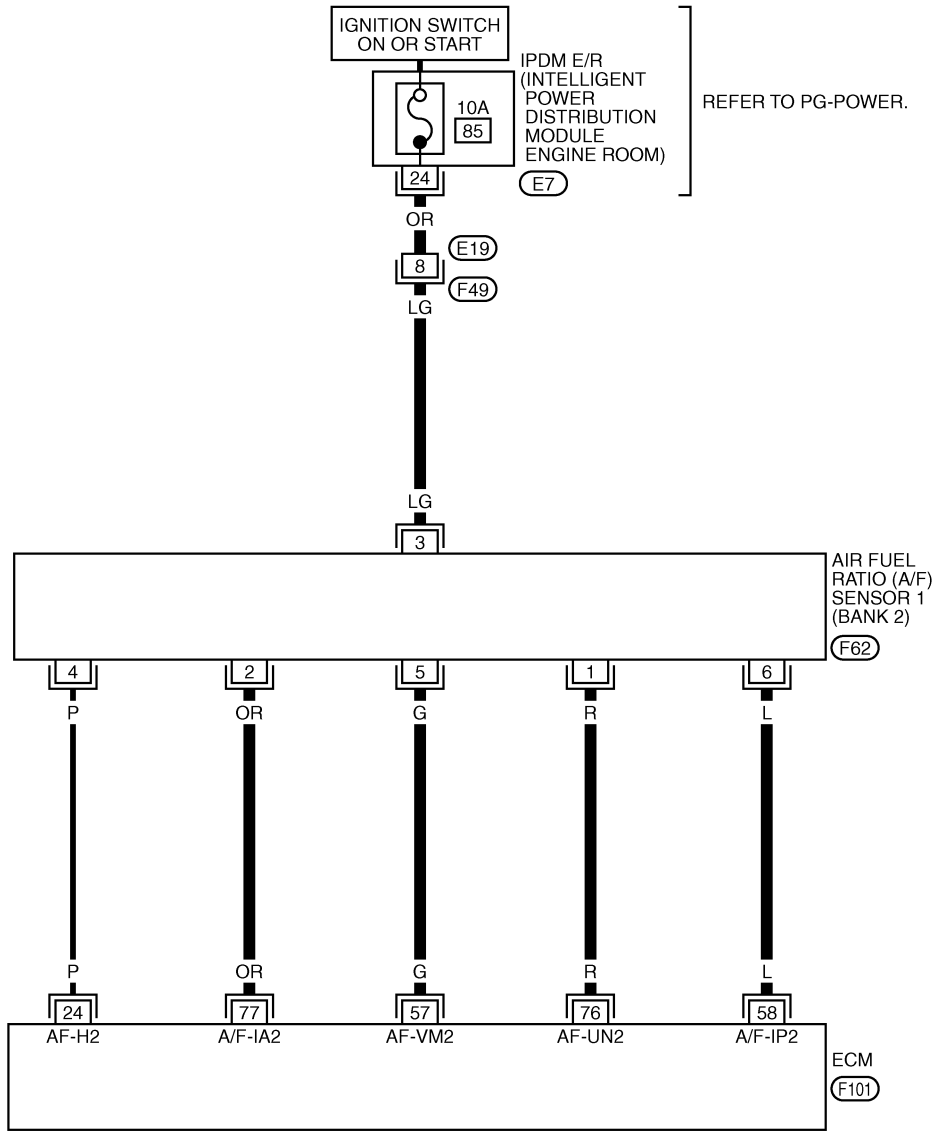 IGNITION SWITCH
ON OR START
IPDM E/R
(INTELLIGENT
POWER
DISTRIBUTION
MODULE
ENGINE ROOM)
REFER TO PG-POWER.
10A
85
24
E7
OR
E19
8
F49
LG
LG
3
AIR FUEL
RATIO (A/F)
SENSOR 1
(BANK 2)
F62
4 2 5 1 6
P OR G R L
P OR G R L
24 77 57 76 58
AF-H2 A/F-IA2 AF-VM2 AF-UN2 A/F-IP2
ECM
F101